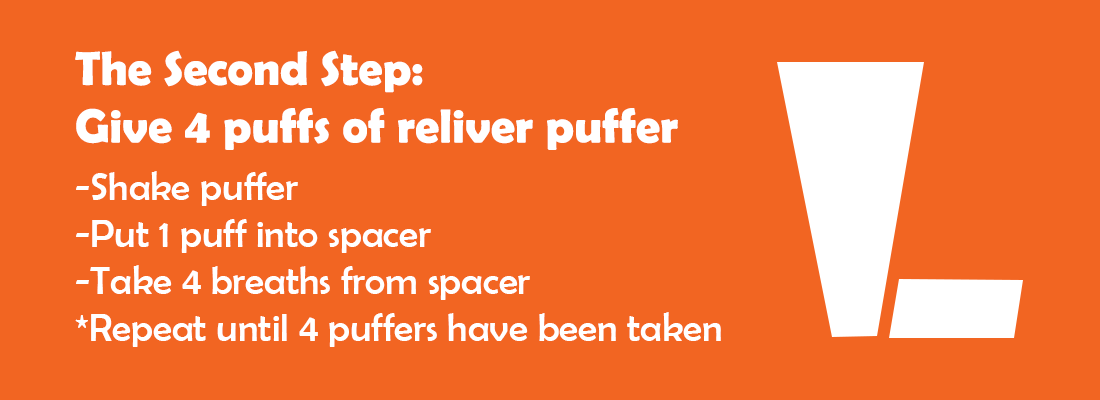 The Second Step:
Give 4 puffs of reliver puffer
-Shake puffer
-Put 1 puff into spacer
-Take 4 breaths from spacer
*Repeat until 4 puffers have been taken